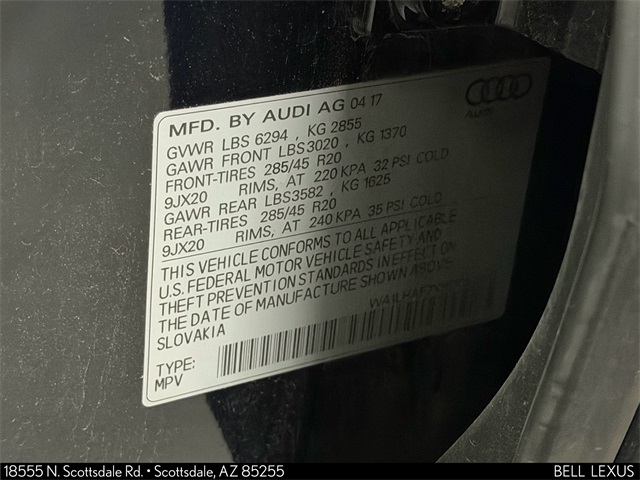 MFD. BY AUDI AG 04 17
GVWR LBS 6294 , KG 2855
GAWR FRONT LBS3020 , KG 1370
FRONT-TIRES 285/45 R20
9JX20 RIMS, AT 220 KPA 32 PSI COLD
GAWR REAR LBS3582 , KG 1625
REAR-TIRES 285/45 R20
9JX20 RIMS, AT 240 KPA 35 PSI COLD
THIS VEHICLE CONFORMS TO ALL APPLICABLE
U.S. FEDERAL MOTOR VEHICLE SAFETY AND
THEFT PREVENTION STANDARDS IN EFFECT ON
THE DATE OF MANUFACTURE SHOWN ABOVE.
SLOVAKIA
TYPE:
MPV
Audi
18555 N. Scottsdale Rd. • Scottsdale, AZ 85255
BELL LEXUS